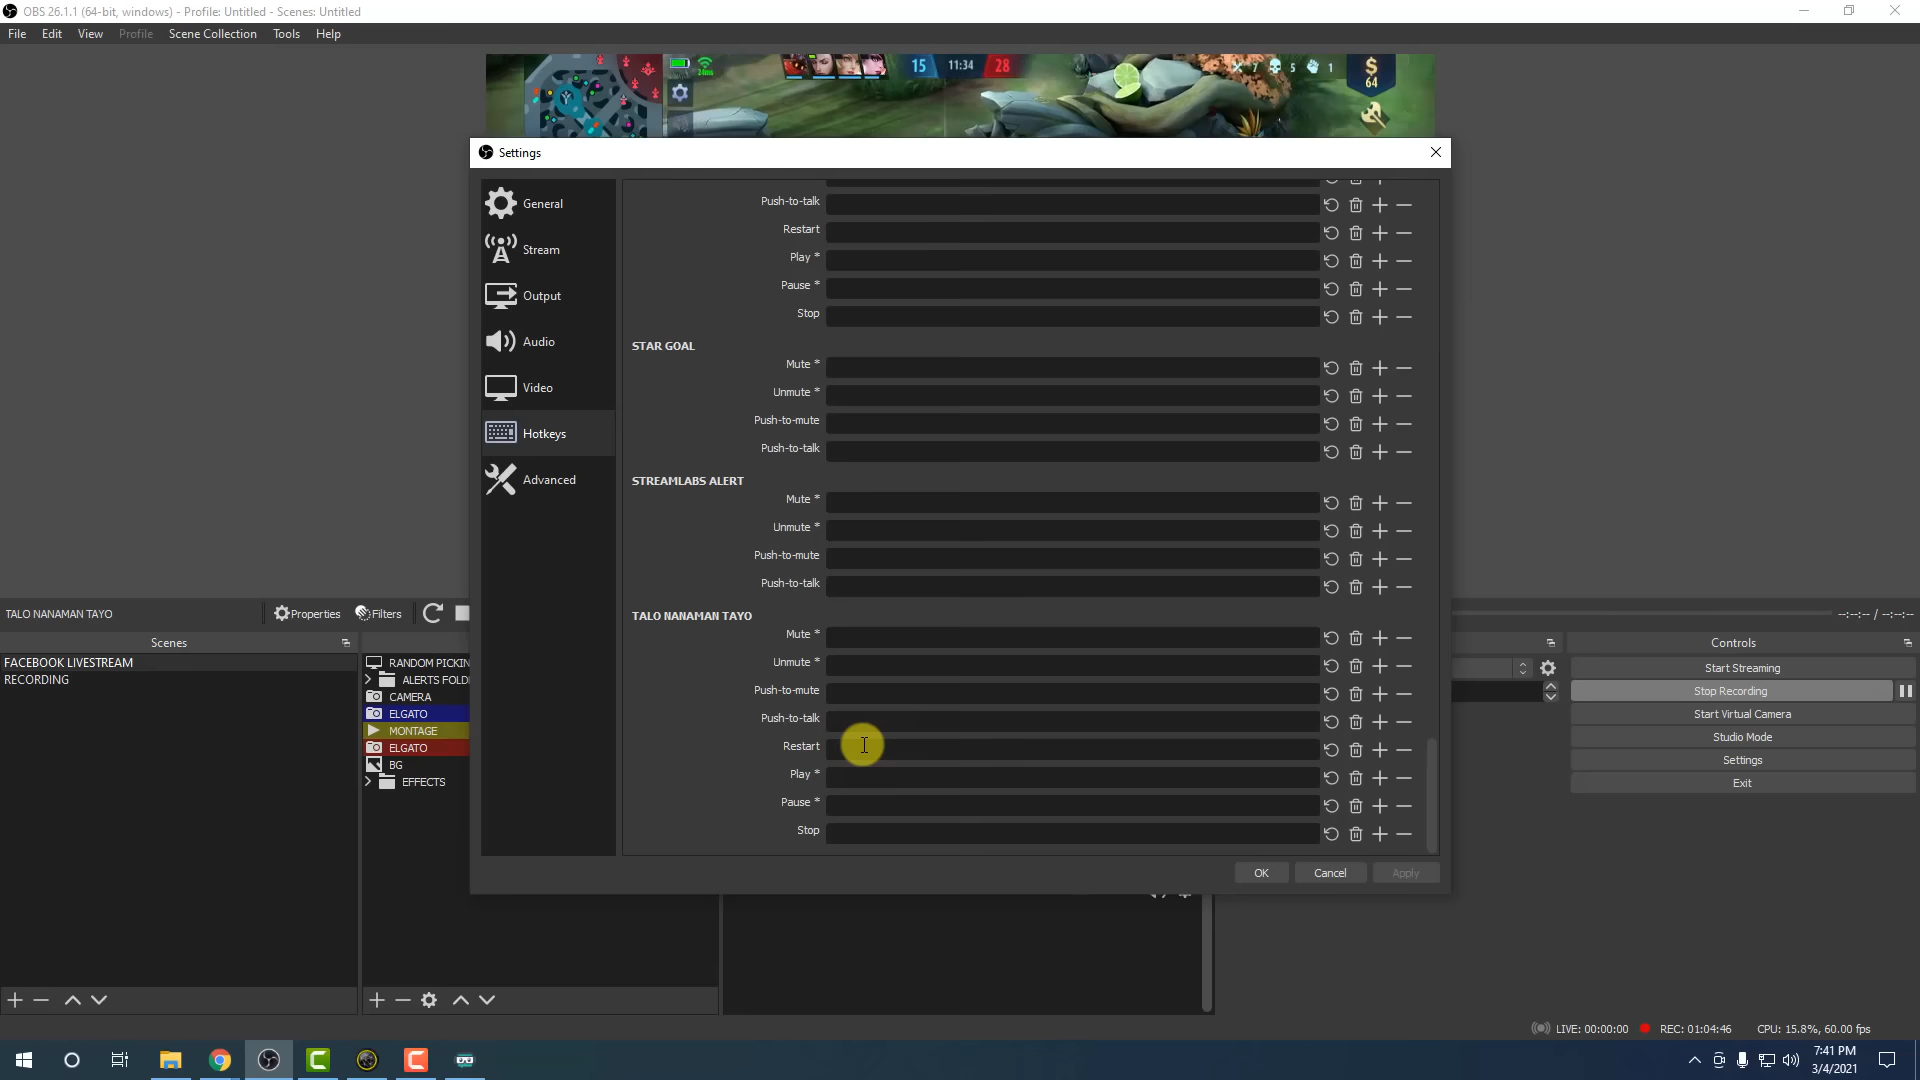 OBS 26.1.1 (64-bit, windows) - Profile: Untitled - Scenes: Untitled
File Edit View Profile Scene Collection Tools Help
24ms
15 11:34 28
7 5 1
$
64
Settings
General
Stream
Output
Audio
Video
Hotkeys
Advanced
Push-to-talk
Restart
Play *
Pause *
Stop
STAR GOAL
Mute *
Unmute *
Push-to-mute
Push-to-talk
STREAMLABS ALERT
Mute *
Unmute *
Push-to-mute
Push-to-talk
TALO NANAMAN TAYO
Mute *
Unmute *
Push-to-mute
Push-to-talk
Restart
Play *
Pause *
Stop
OK Cancel Apply
TALO NANAMAN TAYO Properties Filters
--:--:-- / --:--:--
Scenes
FACEBOOK LIVESTREAM
RECORDING
RANDOM PICKIN
ALERTS FOLD
CAMERA
ELGATO
MONTAGE
ELGATO
BG
EFFECTS
Controls
Start Streaming
Stop Recording
Start Virtual Camera
Studio Mode
Settings
Exit
LIVE: 00:00:00 REC: 01:04:46 CPU: 15.8%, 60.00 fps
7:41 PM
3/4/2021